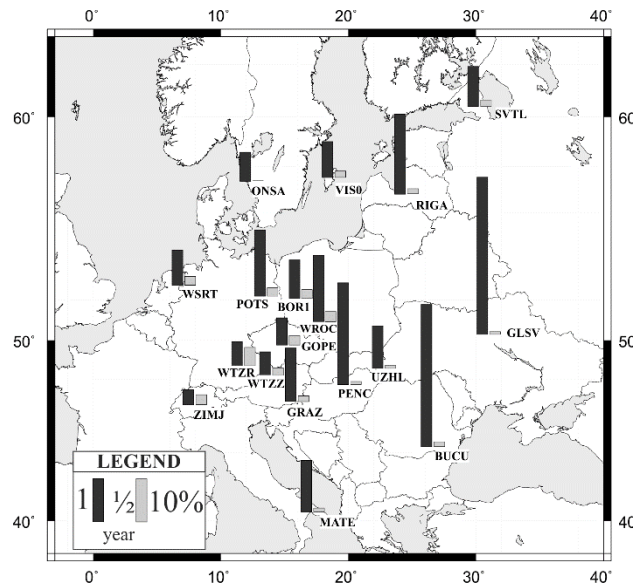 0° 10° 20° 30° 40°
60° 60°
SVTL
ONSA
VIS0
RIGA
WSRT
POTS
BOR1
WROC
GLSV
50° 50°
GOPE
WTZR
WTZZ
UZHL
PENC
ZIMJ
GRAZ
BUCU
LEGEND
1 ½ 10%
year
MATE
40° 40°
0° 10° 20° 30° 40°